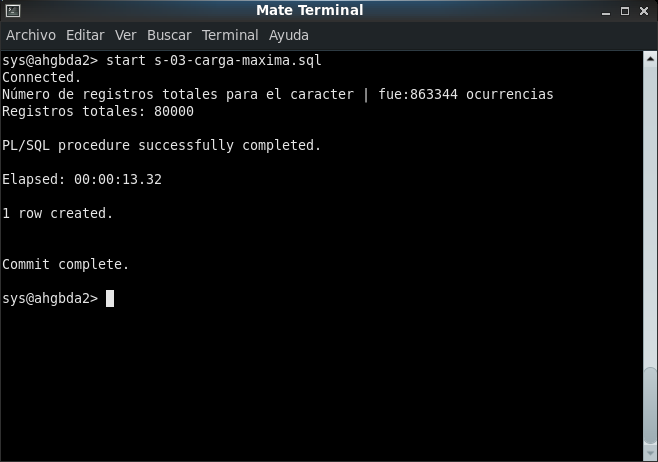 Mate Terminal
Archivo Editar Ver Buscar Terminal Ayuda
sys@ahgbda2> start s-03-carga-maxima.sql
Connected.
Número de registros totales para el caracter | fue:863344 ocurrencias
Registros totales: 80000
PL/SQL procedure successfully completed.
Elapsed: 00:00:13.32
1 row created.
Commit complete.
sys@ahgbda2>